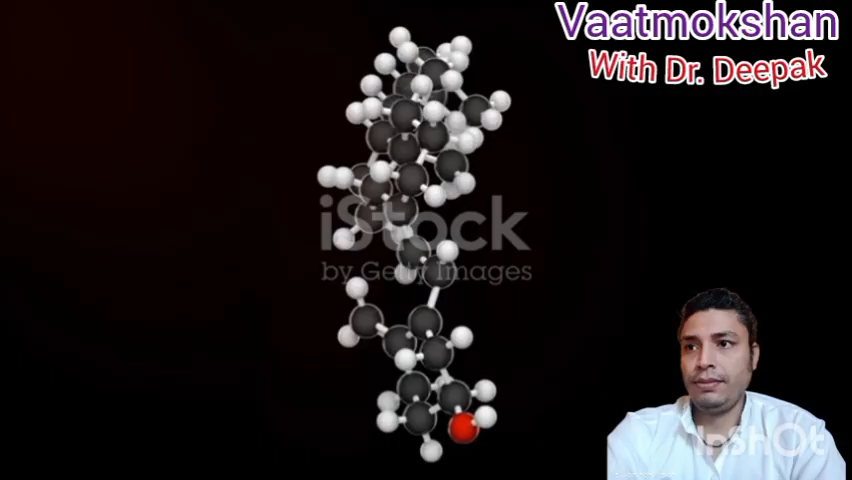 Vaatmokshan
With Dr. Deepak
iStock
by Getty Images
InShOt